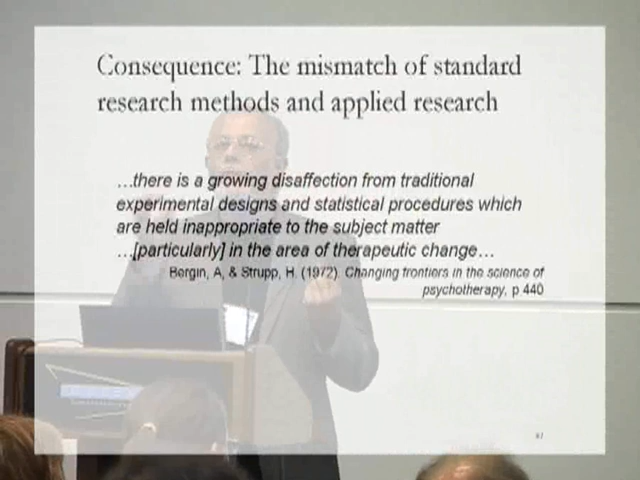 Consequence: The mismatch of standard
research methods and applied research
…there is a growing disaffection from traditional
experimental designs and statistical procedures which
are held inappropriate to the subject matter
…[particularly] in the area of therapeutic change…
Bergin, A, & Strupp, H. (1972). Changing frontiers in the science of
psychotherapy, p 440